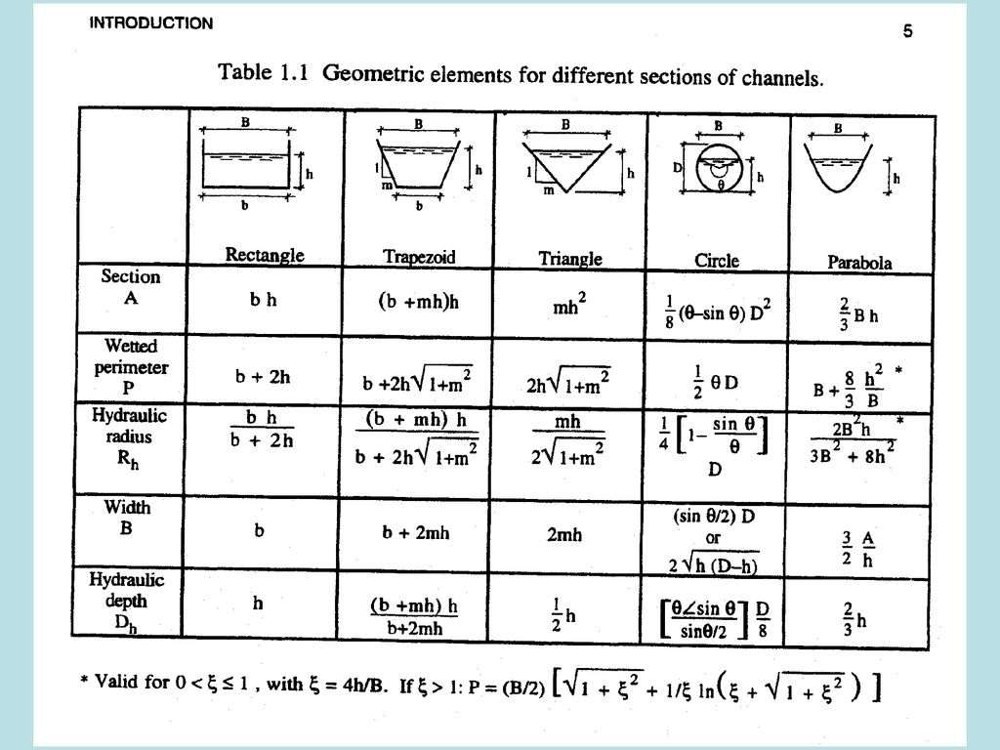 INTRODUCTION
5
Table 1.1 Geometric elements for different sections of channels.
B
h
b
Rectangle
B
1
m
h
b
Trapezoid
B
1
m
h
Triangle
B
D
θ
h
Circle
B
h
Parabola
Section A
b h
(b +mh)h
mh²
1/8 (θ–sin θ) D²
2/3 B h
Wetted perimeter P
b + 2h
b +2h√1+m²
2h√1+m²
1/2 θ D
B + 8/3 h²/B *
Hydraulic radius Rh
b h / b + 2h
(b + mh) h / b + 2h√1+m²
mh / 2√1+m²
1/4 [1– sin θ / θ] D
2B²h / 3B² + 8h² *
Width B
b
b + 2mh
2mh
(sin θ/2) D
or
2√h (D–h)
3/2 A/h
Hydraulic depth Dh
h
(b +mh) h / b+2mh
1/2 h
[θ∠sin θ / sinθ/2] D/8
2/3 h
* Valid for 0 < ξ ≤ 1 , with ξ = 4h/B. If ξ > 1: P = (B/2) [√1 + ξ² + 1/ξ ln(ξ + √1 + ξ² ) ]